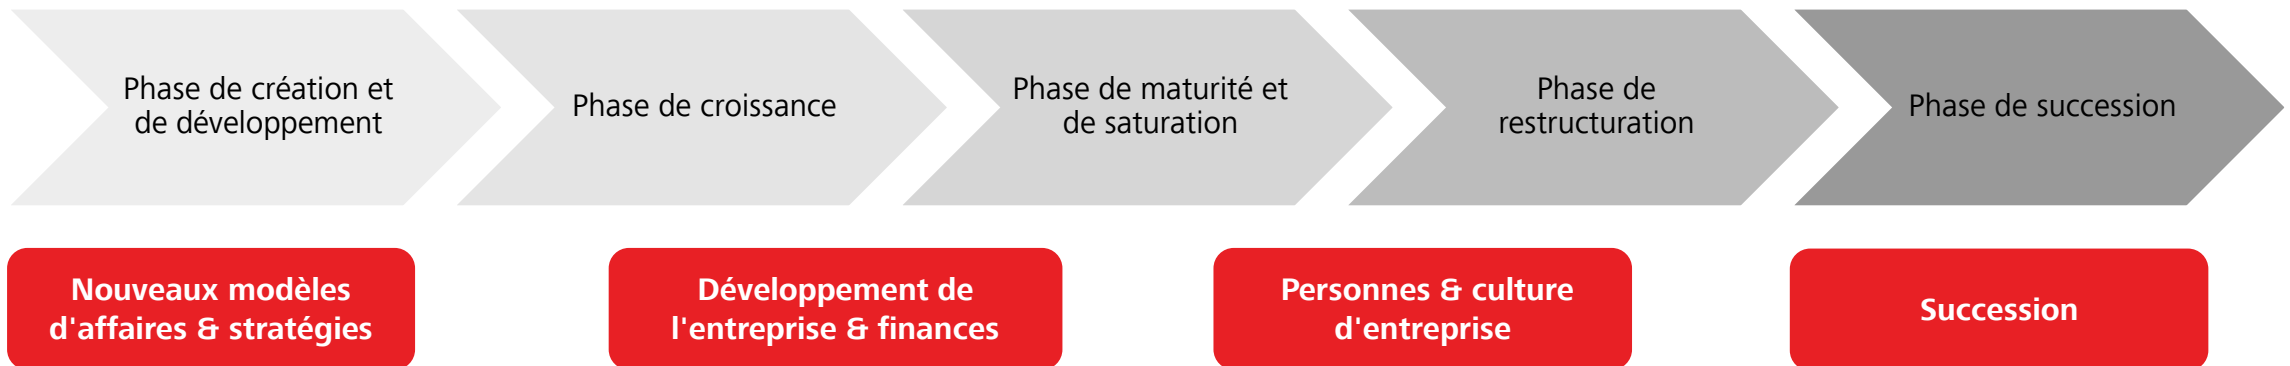 Phase de création et
de développement
Phase de croissance
Phase de maturité et
de saturation
Phase de
restructuration
Phase de succession
Nouveaux modèles
d'affaires & stratégies
Développement de
l'entreprise & finances
Personnes & culture
d'entreprise
Succession